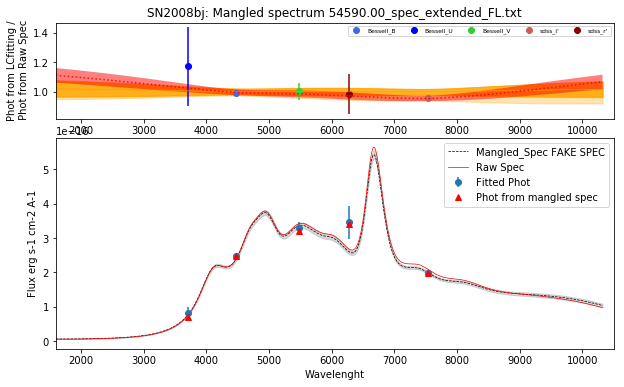 SN2008bj: Mangled spectrum 54590.00_spec_extended_FL.txt
Phot from LCfitting /
Phot from Raw Spec
1.4
1.2
1.0
Bessell_B
Bessell_U
Bessell_V
sdss_i'
sdss_r'
2000 3000 4000 5000 6000 7000 8000 9000 10000
1e−16
Flux erg s-1 cm-2 A-1
5
4
3
2
1
0
Mangled_Spec FAKE SPEC
Raw Spec
Fitted Phot
Phot from mangled spec
2000 3000 4000 5000 6000 7000 8000 9000 10000
Wavelenght